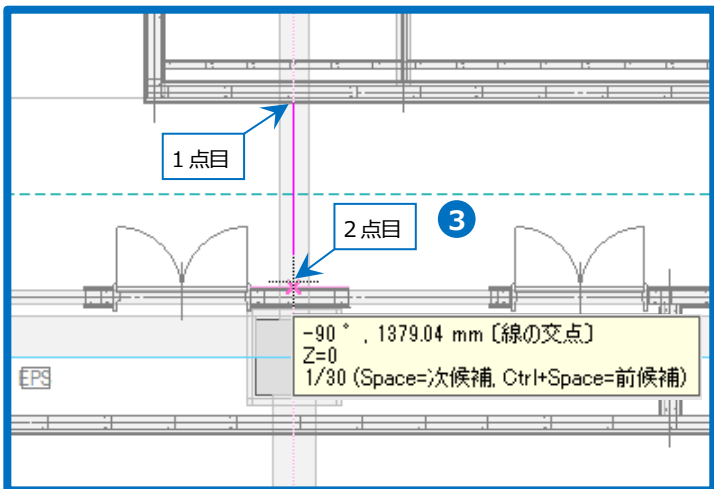 1点目
2点目
3
-90°, 1379.04 mm〔線の交点〕
Z=0
1/30 (Space=次候補, Ctrl+Space=前候補)
EPS